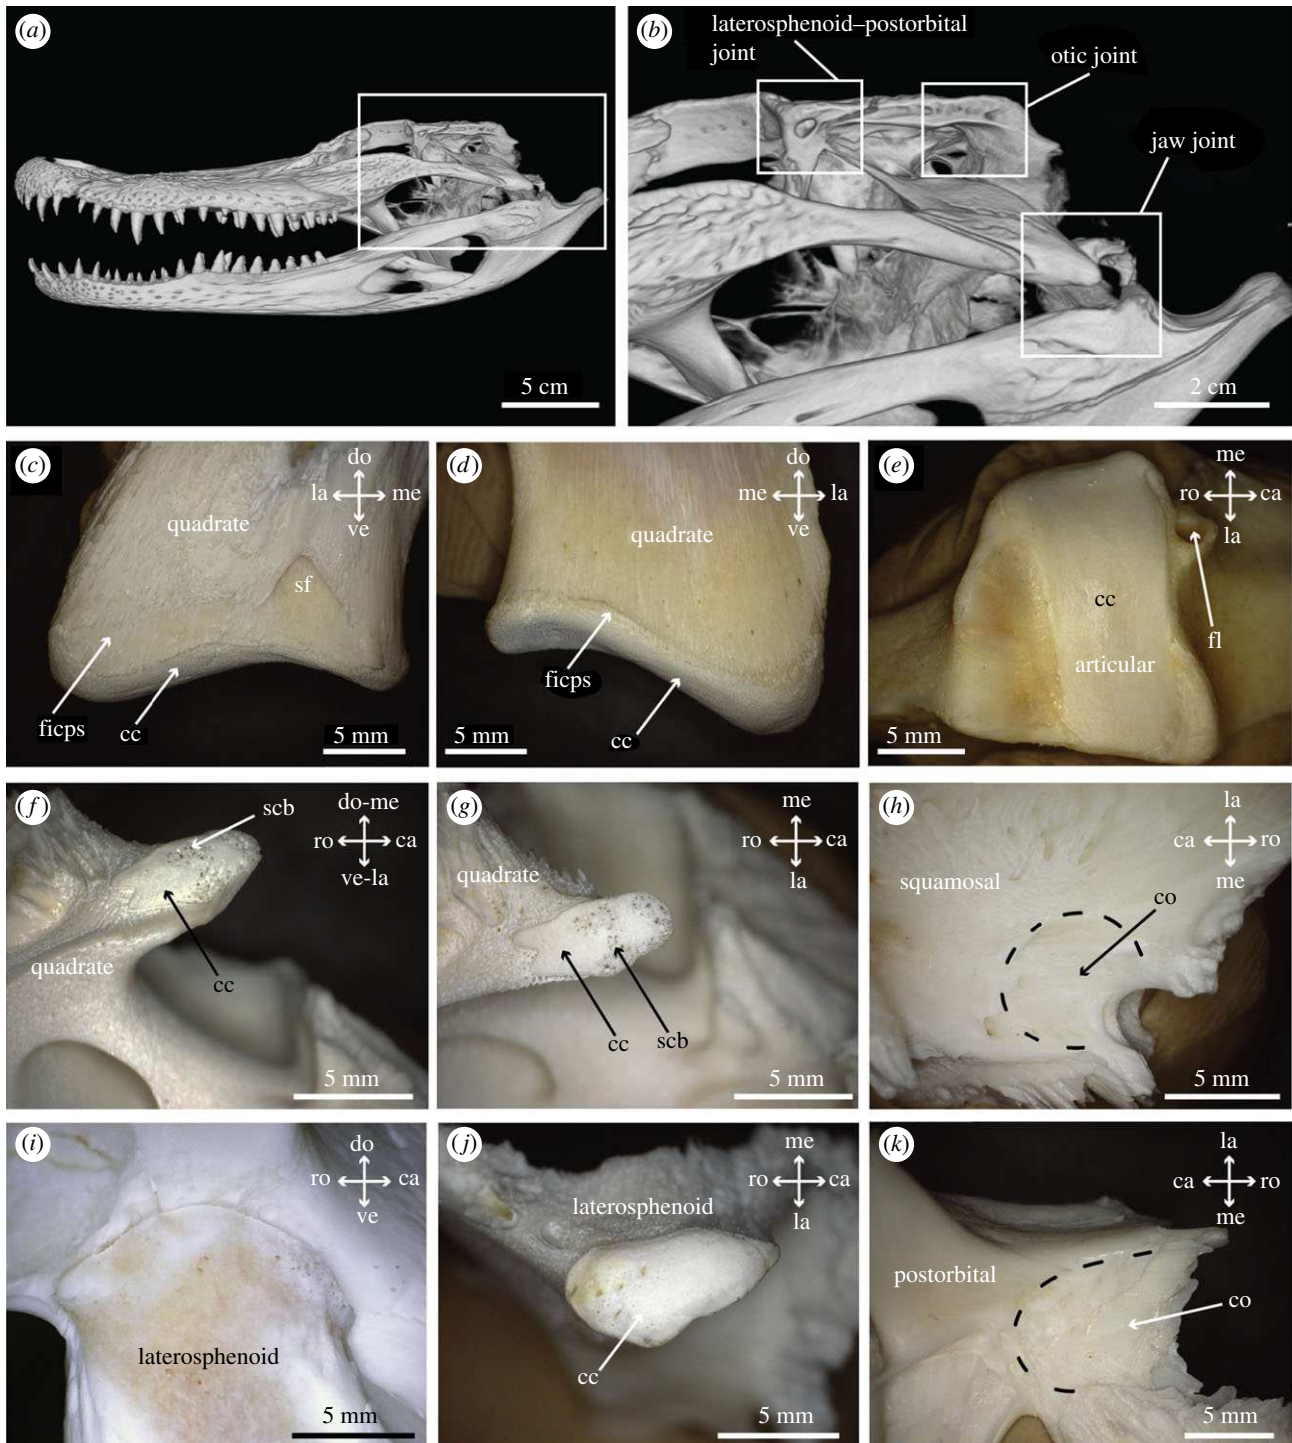 (a)
5 cm
(b)
laterosphenoid–postorbital
joint
otic joint
jaw joint
2 cm
(c)
do
la me
ve
quadrate
sf
ficps
cc
5 mm
(d)
do
me la
ve
quadrate
ficps
cc
5 mm
(e)
me
ro ca
la
cc
articular
fl
5 mm
(f)
scb
do-me
ro ca
ve-la
quadrate
cc
5 mm
(g)
me
ro ca
la
quadrate
cc
scb
5 mm
(h)
la
ca ro
me
squamosal
co
5 mm
(i)
do
ro ca
ve
laterosphenoid
5 mm
(j)
me
ro ca
la
laterosphenoid
cc
5 mm
(k)
la
ca ro
me
postorbital
co
5 mm